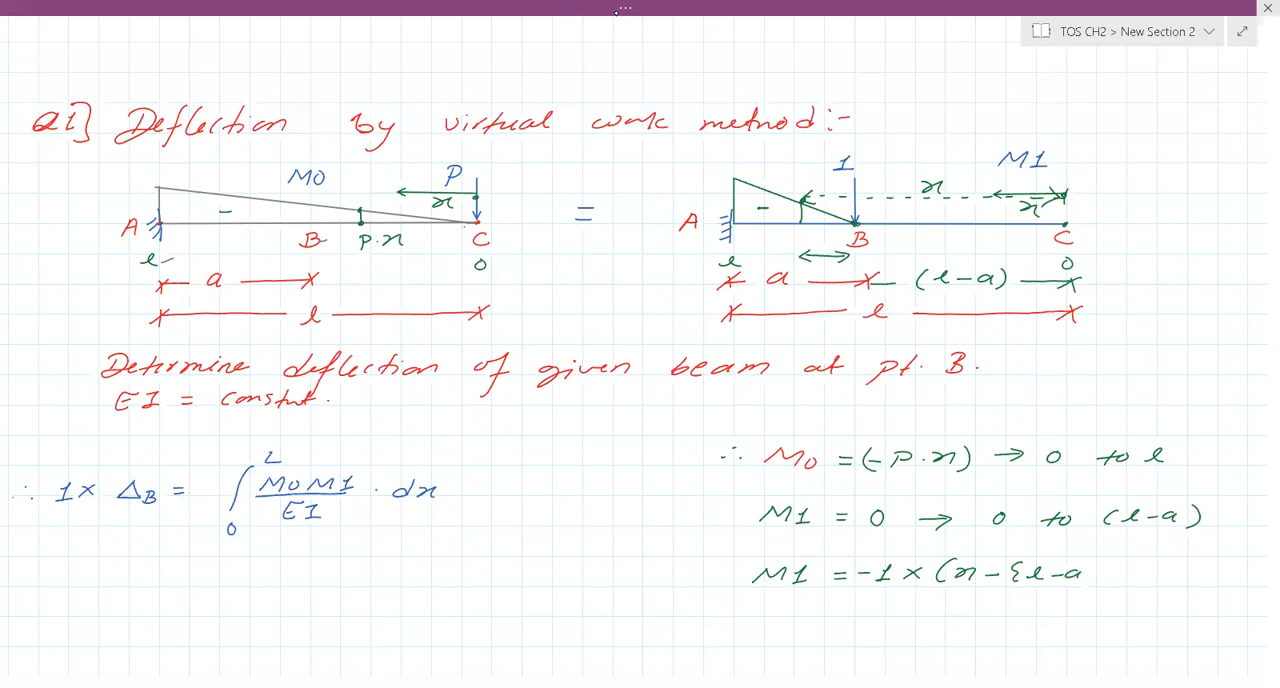 TOS CH2 > New Section 2
Q1] Deflection by virtual work method:-
M0 P x 1 M1
x x
A - B P·x C = A - B C
l 0 l 0
a a (l-a)
l l
Determine deflection of given beam at pt. B.
EI = constnt.
∴ 1× ΔB = ∫ 0 L M0 M1 / EI · dx
∴ M0 = (-P·x) → 0 to l
M1 = 0 → 0 to (l-a)
M1 = -1 × (x-{l-a